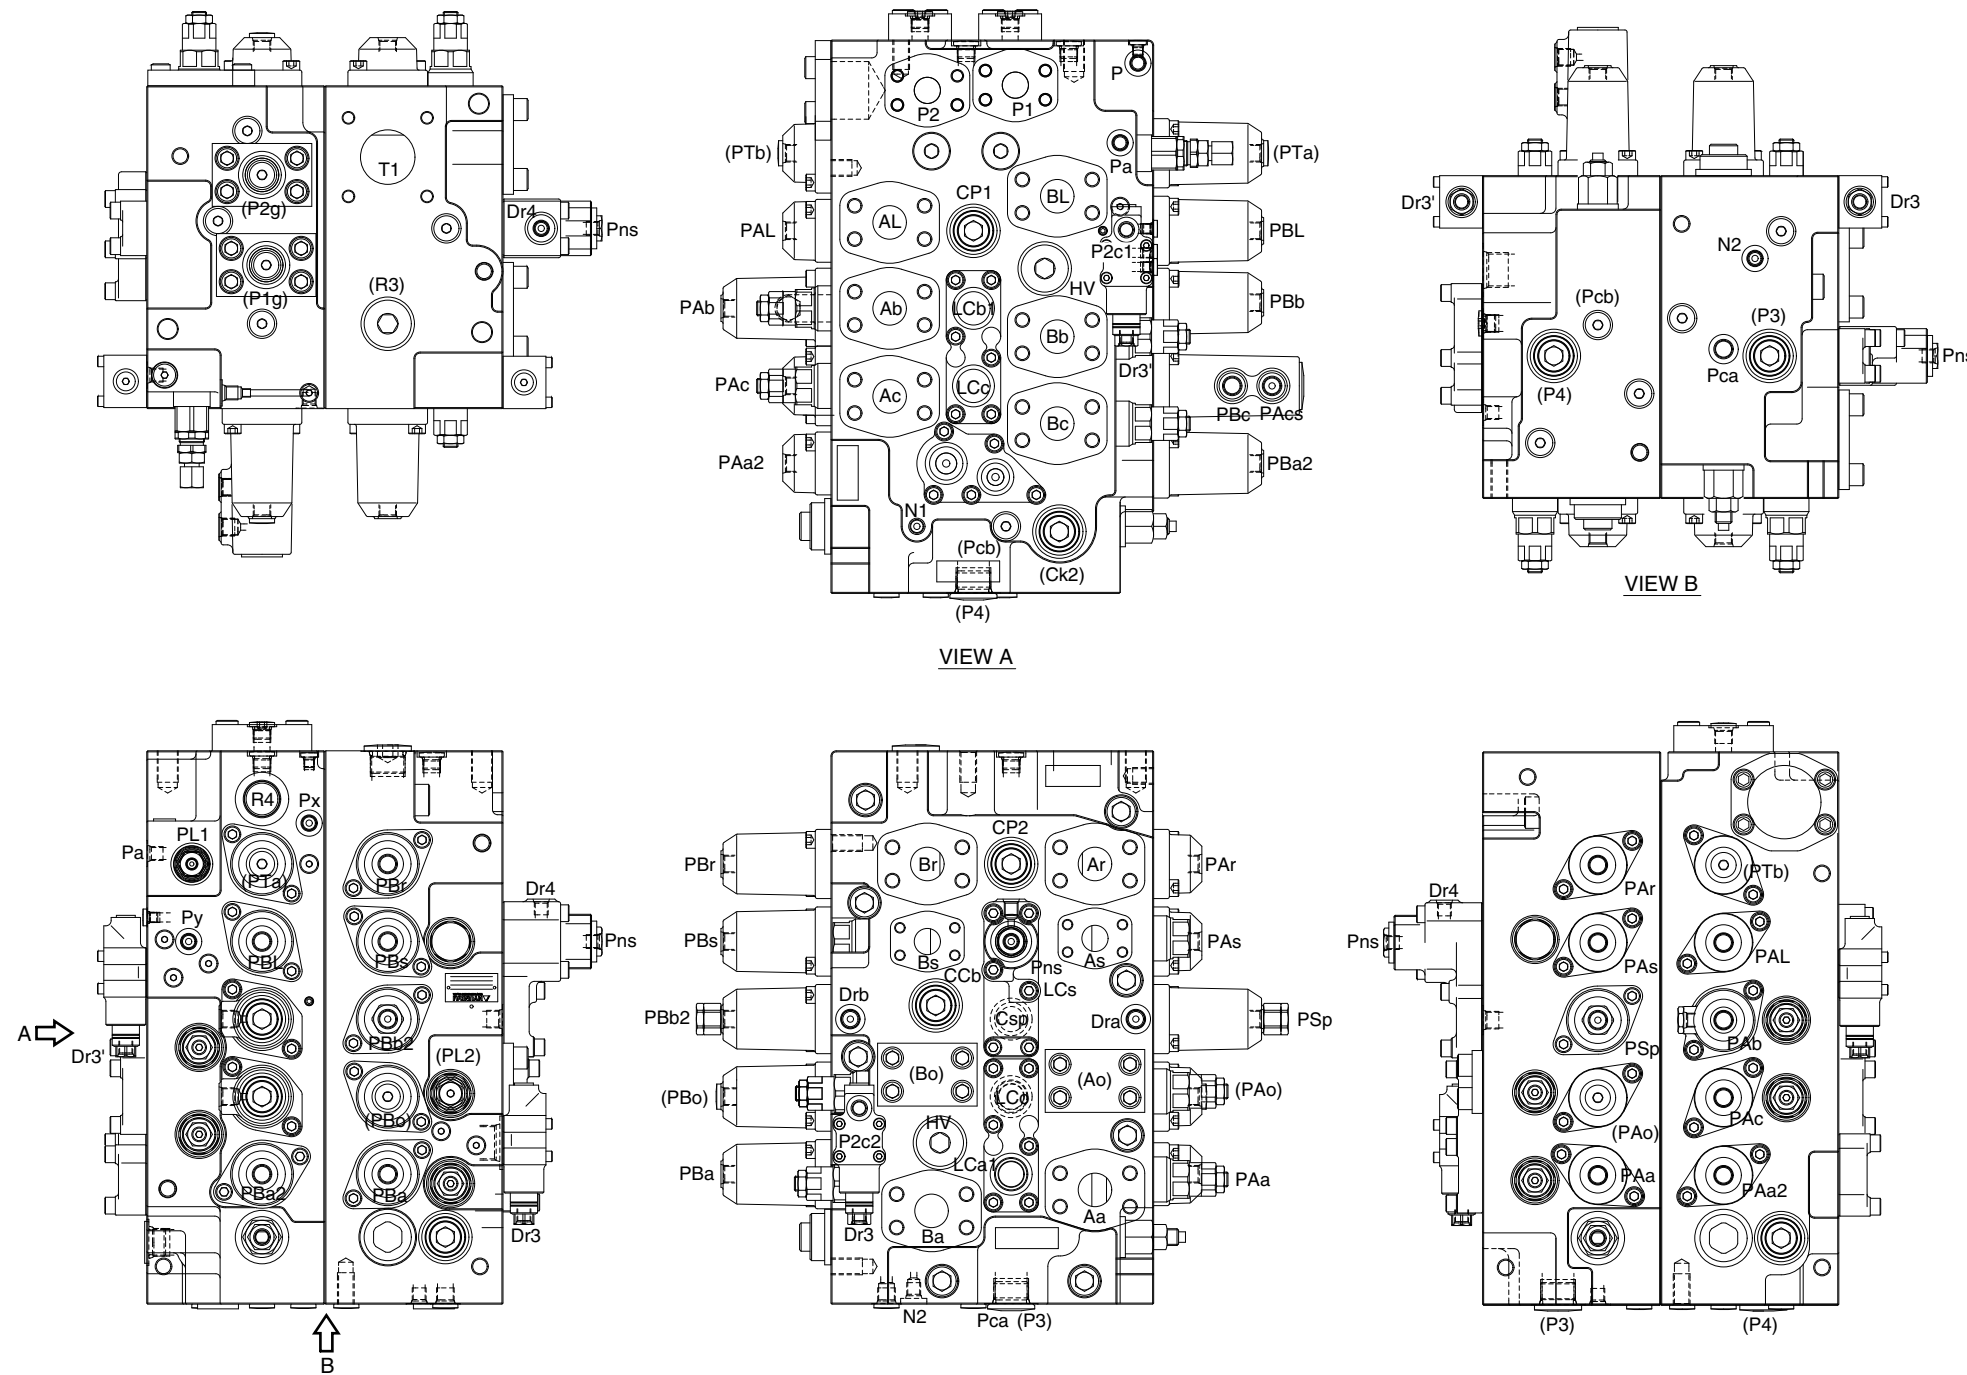 T1
(P2g)
(P1g)
(R3)
Dr4
Pns
P
P2
P1
(PTb)
(PTa)
Pa
CP1
BL
AL
PAL
PBL
P2c1
HV
PAb
Ab
LCb1
PBb
Bb
Dr3'
PAc
Ac
LCc
PBc
PAcs
Bc
PAa2
PBa2
N1
(Pcb)
(Ck2)
(P4)
VIEW A
Dr3'
Dr3
N2
(Pcb)
(P3)
Pns
Pca
(P4)
VIEW B
R4
Px
PL1
Pa
(PTa)
PBr
Dr4
Py
PBL
PBs
Pns
A
Dr3'
PBb2
(PL2)
(PBo)
PBa2
PBa
Dr3
B
CP2
PBr
Br
Ar
PAr
PBs
Bs
As
PAs
CCb
Pns
LCs
Drb
PBb2
Csp
Dra
PSp
(Bo)
(Ao)
(PBo)
LCo
(PAo)
HV
P2c2
PBa
LCa1
PAa
Dr3
Ba
Aa
N2
Pca
(P3)
Dr4
PAr
(PTb)
Pns
PAs
PAL
PSp
PAb
(PAo)
PAc
PAa
PAa2
(P3)
(P4)